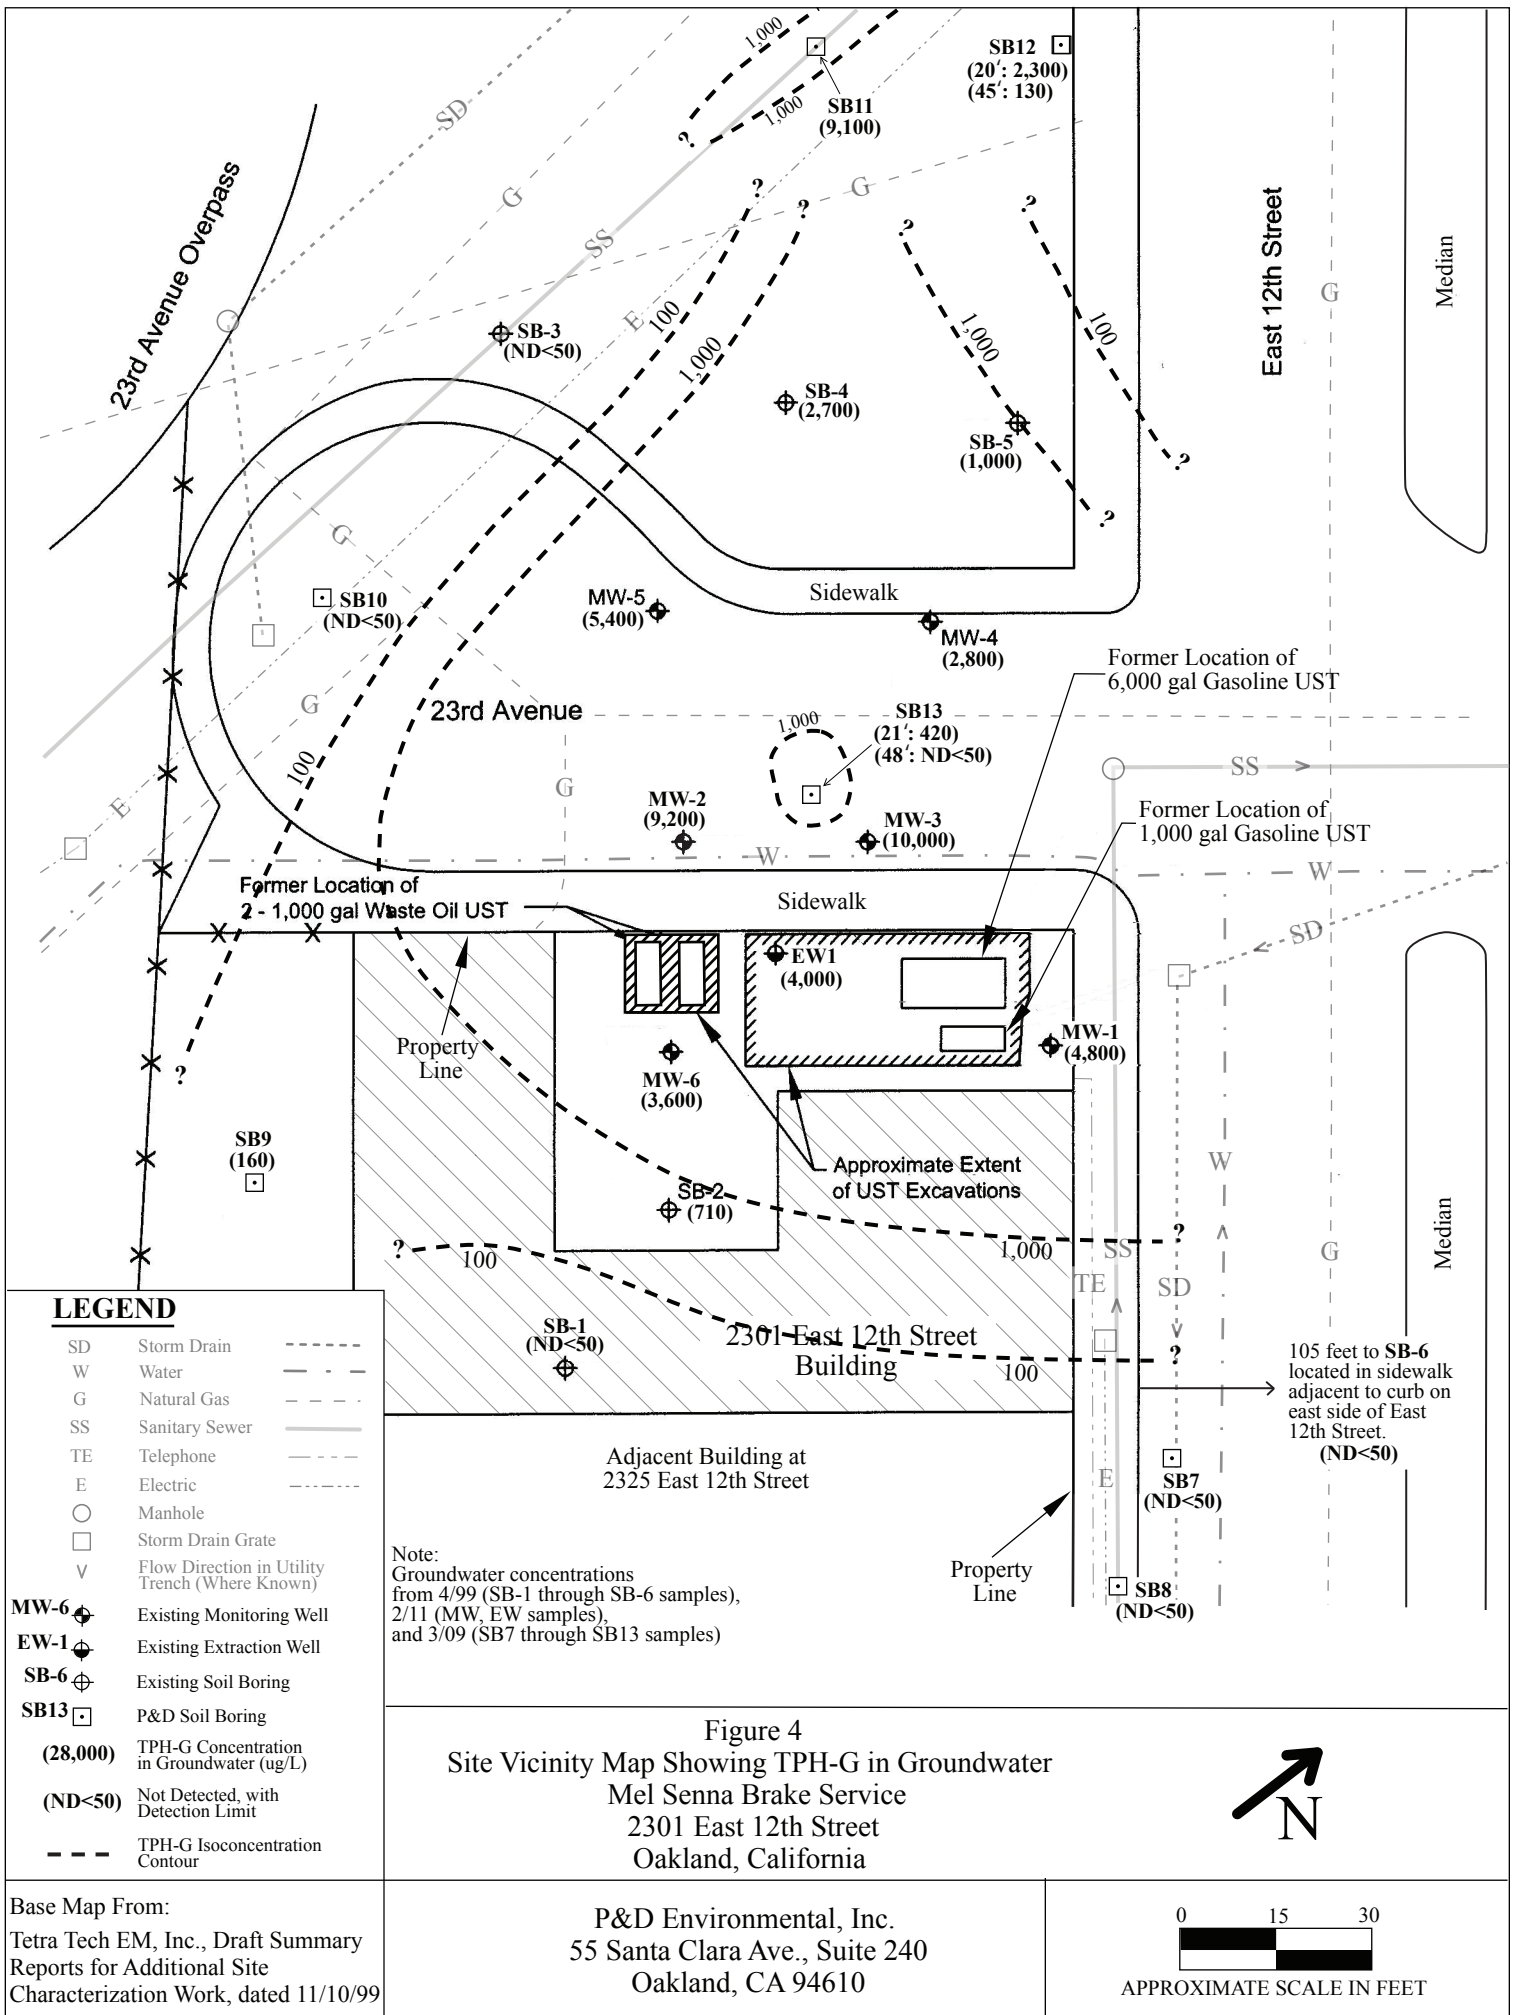 1,000
SB12
(20': 2,300)
(45': 130)
SB11
(9,100)
1,000
SD
?
23rd Avenue Overpass
G
?
G
?
?
?
SS
East 12th Street
Median
G
E
100
1,000
1,000
100
SB-3
(ND<50)
SB-4
(2,700)
SB-5
(1,000)
?
?
G
Sidewalk
SB10
(ND<50)
MW-5
(5,400)
MW-4
(2,800)
Former Location of
6,000 gal Gasoline UST
G
23rd Avenue
1,000
SB13
(21': 420)
(48': ND<50)
100
SS
>
G
E
MW-2
(9,200)
MW-3
(10,000)
Former Location of
1,000 gal Gasoline UST
W
W
Former Location of
2 - 1,000 gal Waste Oil UST
Sidewalk
SD
EW1
(4,000)
Property
Line
MW-6
(3,600)
MW-1
(4,800)
?
SB9
(160)
W
Approximate Extent
of UST Excavations
SB-2
(710)
?
?
100
1,000
SS
G
Median
TE
SD
SB-1
(ND<50)
2301 East 12th Street
Building
?
100
105 feet to SB-6
located in sidewalk
adjacent to curb on
east side of East
12th Street.
(ND<50)
Adjacent Building at
2325 East 12th Street
E
SB7
(ND<50)
Property
Line
SB8
(ND<50)
Note:
Groundwater concentrations
from 4/99 (SB-1 through SB-6 samples),
2/11 (MW, EW samples),
and 3/09 (SB7 through SB13 samples)
LEGEND
SD Storm Drain
W Water
G Natural Gas
SS Sanitary Sewer
TE Telephone
E Electric
Manhole
Storm Drain Grate
V Flow Direction in Utility
Trench (Where Known)
MW-6 Existing Monitoring Well
EW-1 Existing Extraction Well
SB-6 Existing Soil Boring
SB13 P&D Soil Boring
(28,000) TPH-G Concentration
in Groundwater (ug/L)
(ND<50) Not Detected, with
Detection Limit
TPH-G Isoconcentration
Contour
Figure 4
Site Vicinity Map Showing TPH-G in Groundwater
Mel Senna Brake Service
2301 East 12th Street
Oakland, California
N
Base Map From:
Tetra Tech EM, Inc., Draft Summary
Reports for Additional Site
Characterization Work, dated 11/10/99
P&D Environmental, Inc.
55 Santa Clara Ave., Suite 240
Oakland, CA 94610
0 15 30
APPROXIMATE SCALE IN FEET